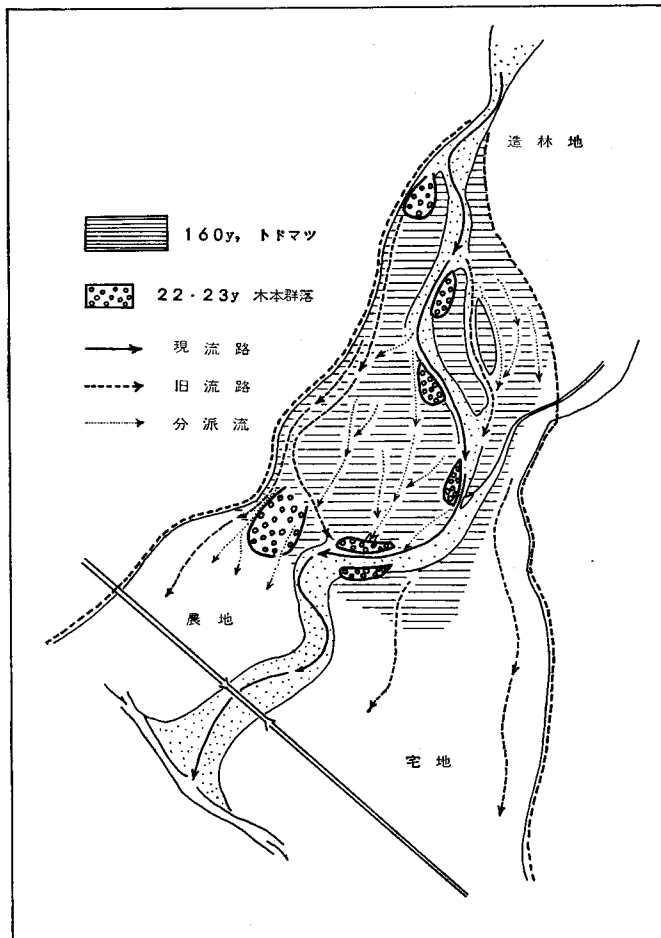 造林地
160y, トドマツ
22・23y 木本群落
現流路
旧流路
分派流
農地
宅地